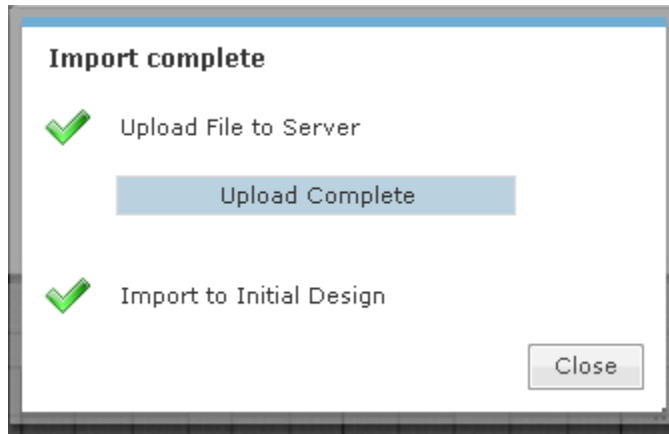 Import complete
Upload File to Server
Upload Complete
Import to Initial Design
Close